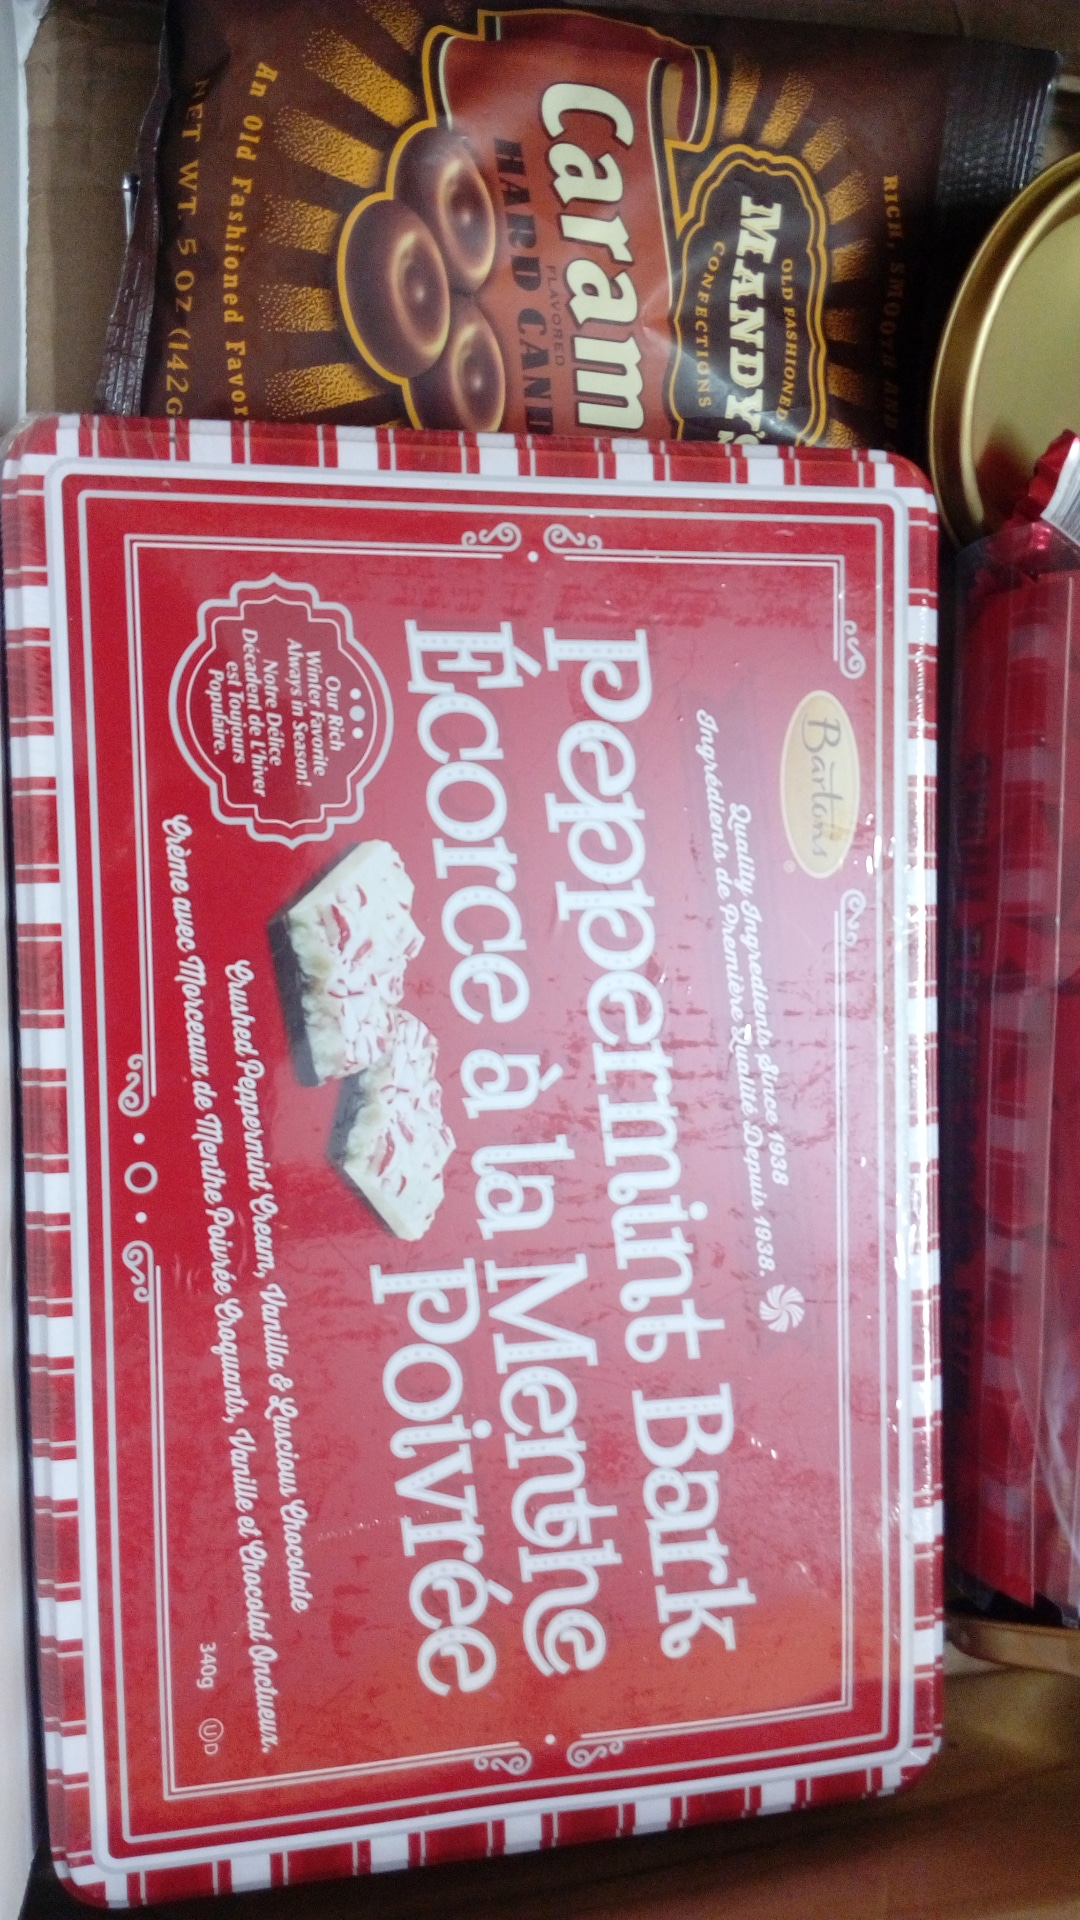 RICH, SMOOTH AND
OLD FASHIONED
MANDY'S
CONFECTIONS
Caram
FLAVORED
HARD CAND
An Old Fashioned Favor
NET WT. 5 OZ (142G
Bartons®
Quality Ingredients Since 1938
Ingrédients de Première Qualité Depuis 1938.
Peppermint Bark
Écorce à la Menthe
Poivrée
Our Rich
Winter Favorite
Always in Season!
Notre Délice
Décadent de L'hiver
est Toujours
Populaire.
Crushed Peppermint Cream, Vanilla & Luscious Chocolate
Crème avec Morceaux de Menthe Poivrée Croquants, Vanille et Chocolat Onctueux.
340g
UD